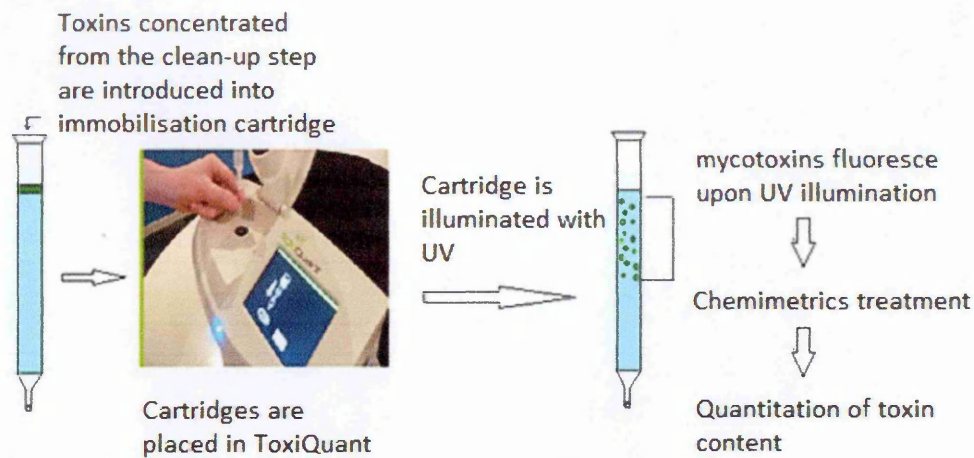 Toxins concentrated
from the clean-up step
are introduced into
immobilisation cartridge
Cartridges are
placed in ToxiQuant
Cartridge is
illuminated with
UV
mycotoxins fluoresce
upon UV illumination
Chemimetrics treatment
Quantitation of toxin
content